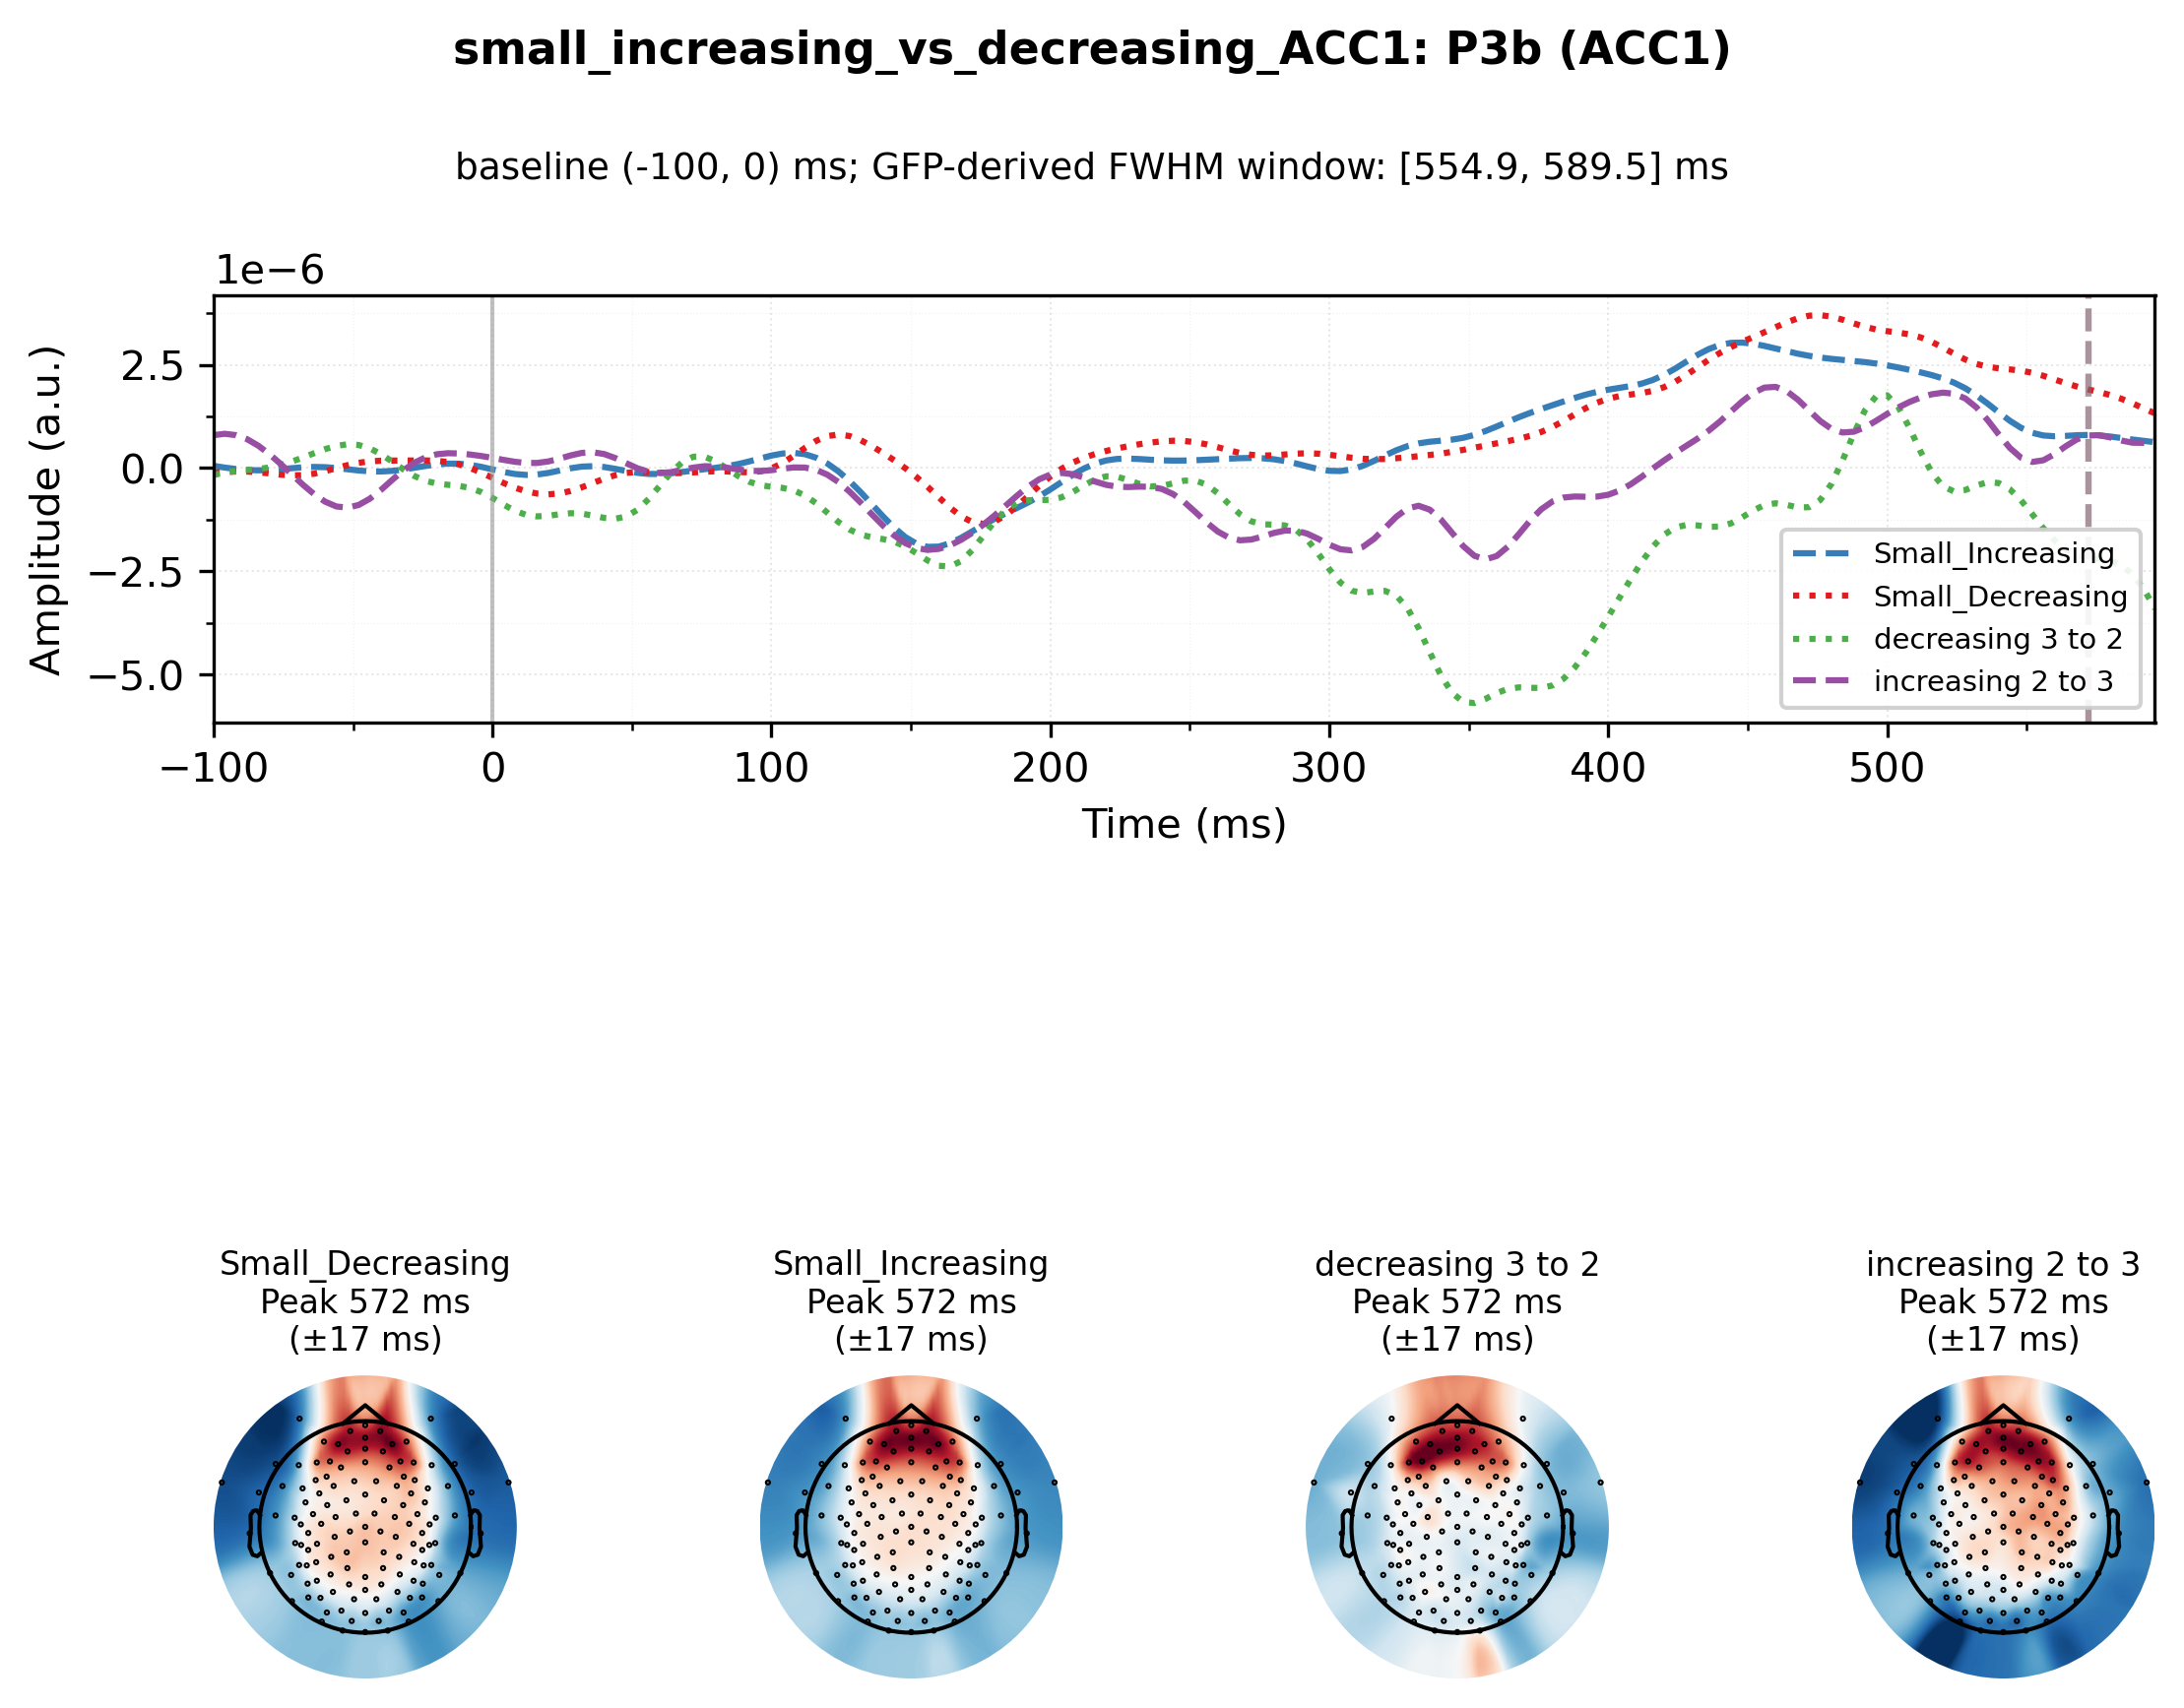 small_increasing_vs_decreasing_ACC1: P3b (ACC1)
baseline (-100, 0) ms; GFP-derived FWHM window: [554.9, 589.5] ms
1e−6
Amplitude (a.u.)
2.5
0.0
−2.5
−5.0
Small_Increasing
Small_Decreasing
decreasing 3 to 2
increasing 2 to 3
−100 0 100 200 300 400 500
Time (ms)
Small_Decreasing
Peak 572 ms
(±17 ms)
Small_Increasing
Peak 572 ms
(±17 ms)
decreasing 3 to 2
Peak 572 ms
(±17 ms)
increasing 2 to 3
Peak 572 ms
(±17 ms)